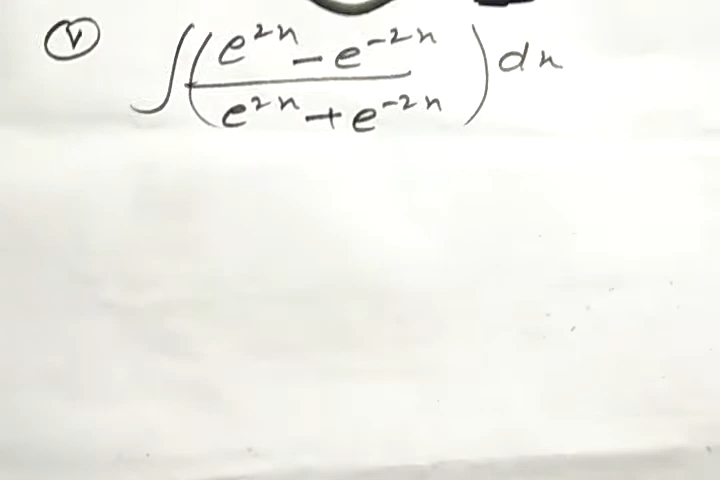 (v) ∫ ( (e^{2x} - e^{-2x}) / (e^{2x} + e^{-2x}) ) dx